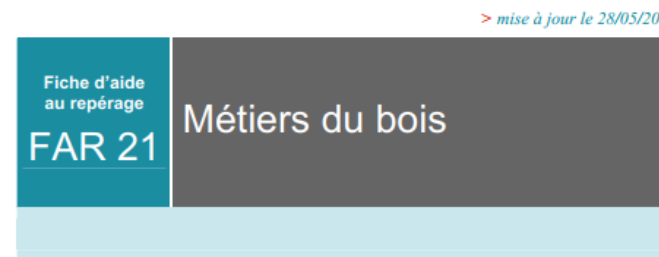 > mise à jour le 28/05/20
Fiche d'aide
au repérage
FAR 21
Métiers du bois